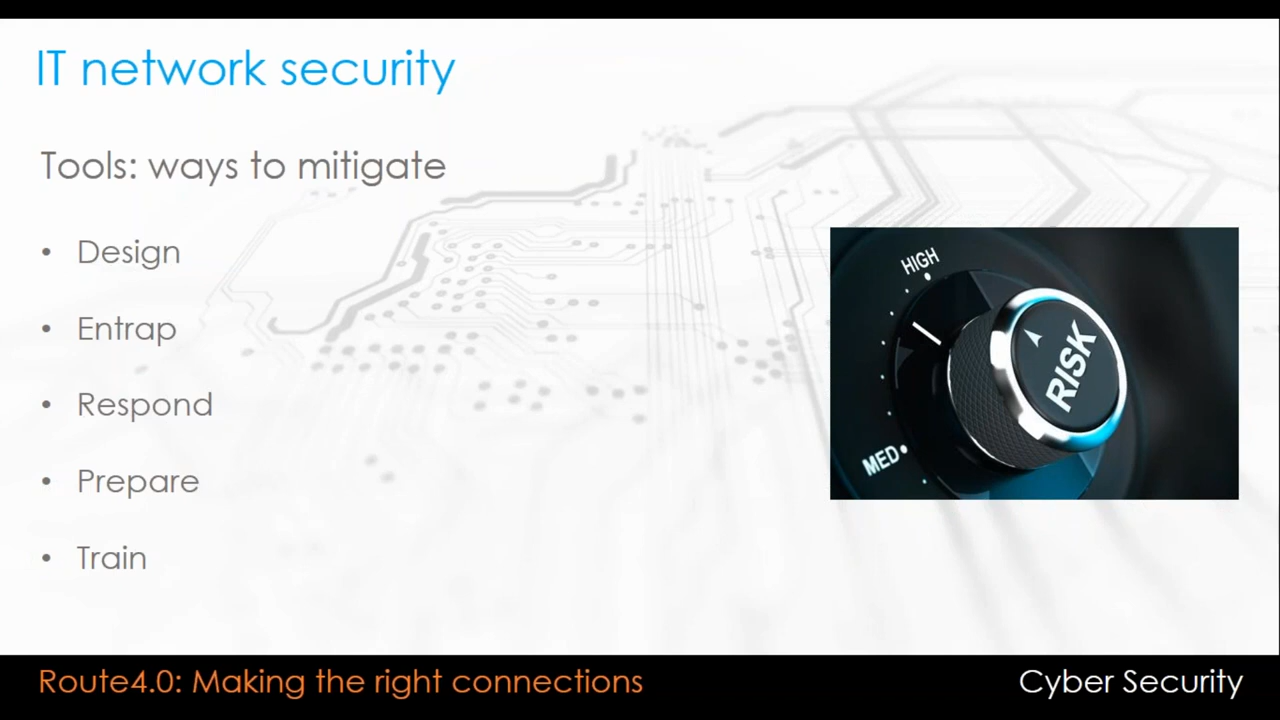 IT network security
Tools: ways to mitigate
• Design
• Entrap
• Respond
• Prepare
• Train
HIGH
RISK
MED
Route4.0: Making the right connections
Cyber Security